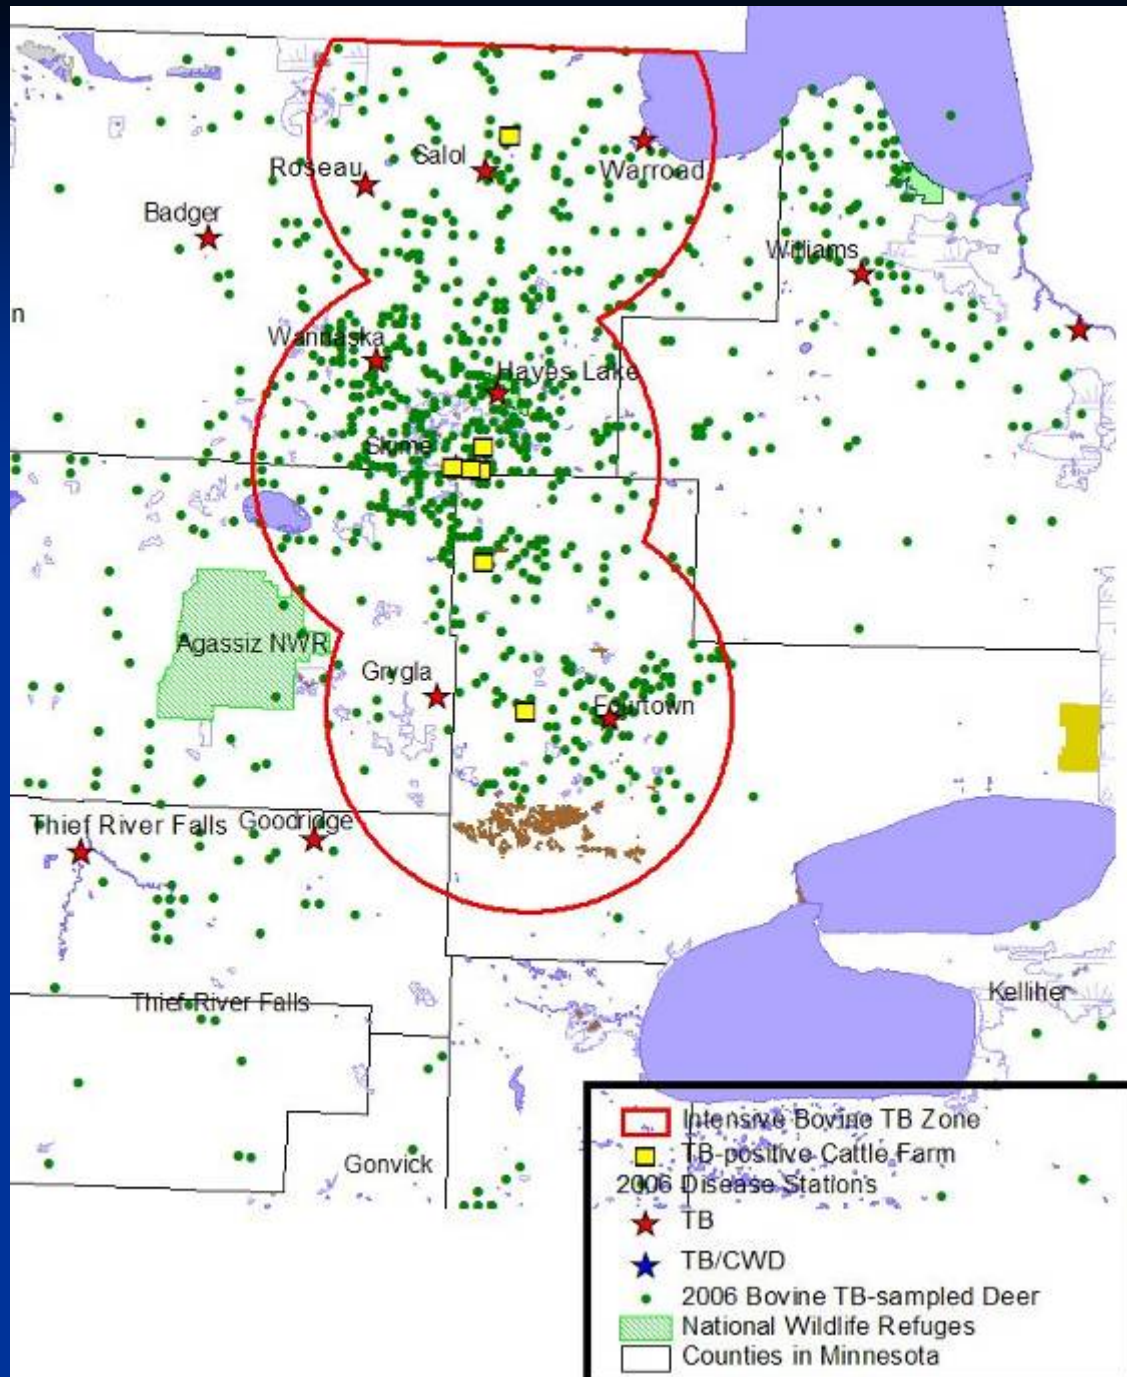 Salol
Roseau
Warroad
Badger
Williams
n
Wannaska
Hayes Lake
Skime
Agassiz NWR
Grygla
Fourtown
Thief River Falls
Goodridge
Thief River Falls
Kelliher
Gonvick
Intensive Bovine TB Zone
TB-positive Cattle Farm
2006 Disease Stations
TB
TB/CWD
2006 Bovine TB-sampled Deer
National Wildlife Refuges
Counties in Minnesota